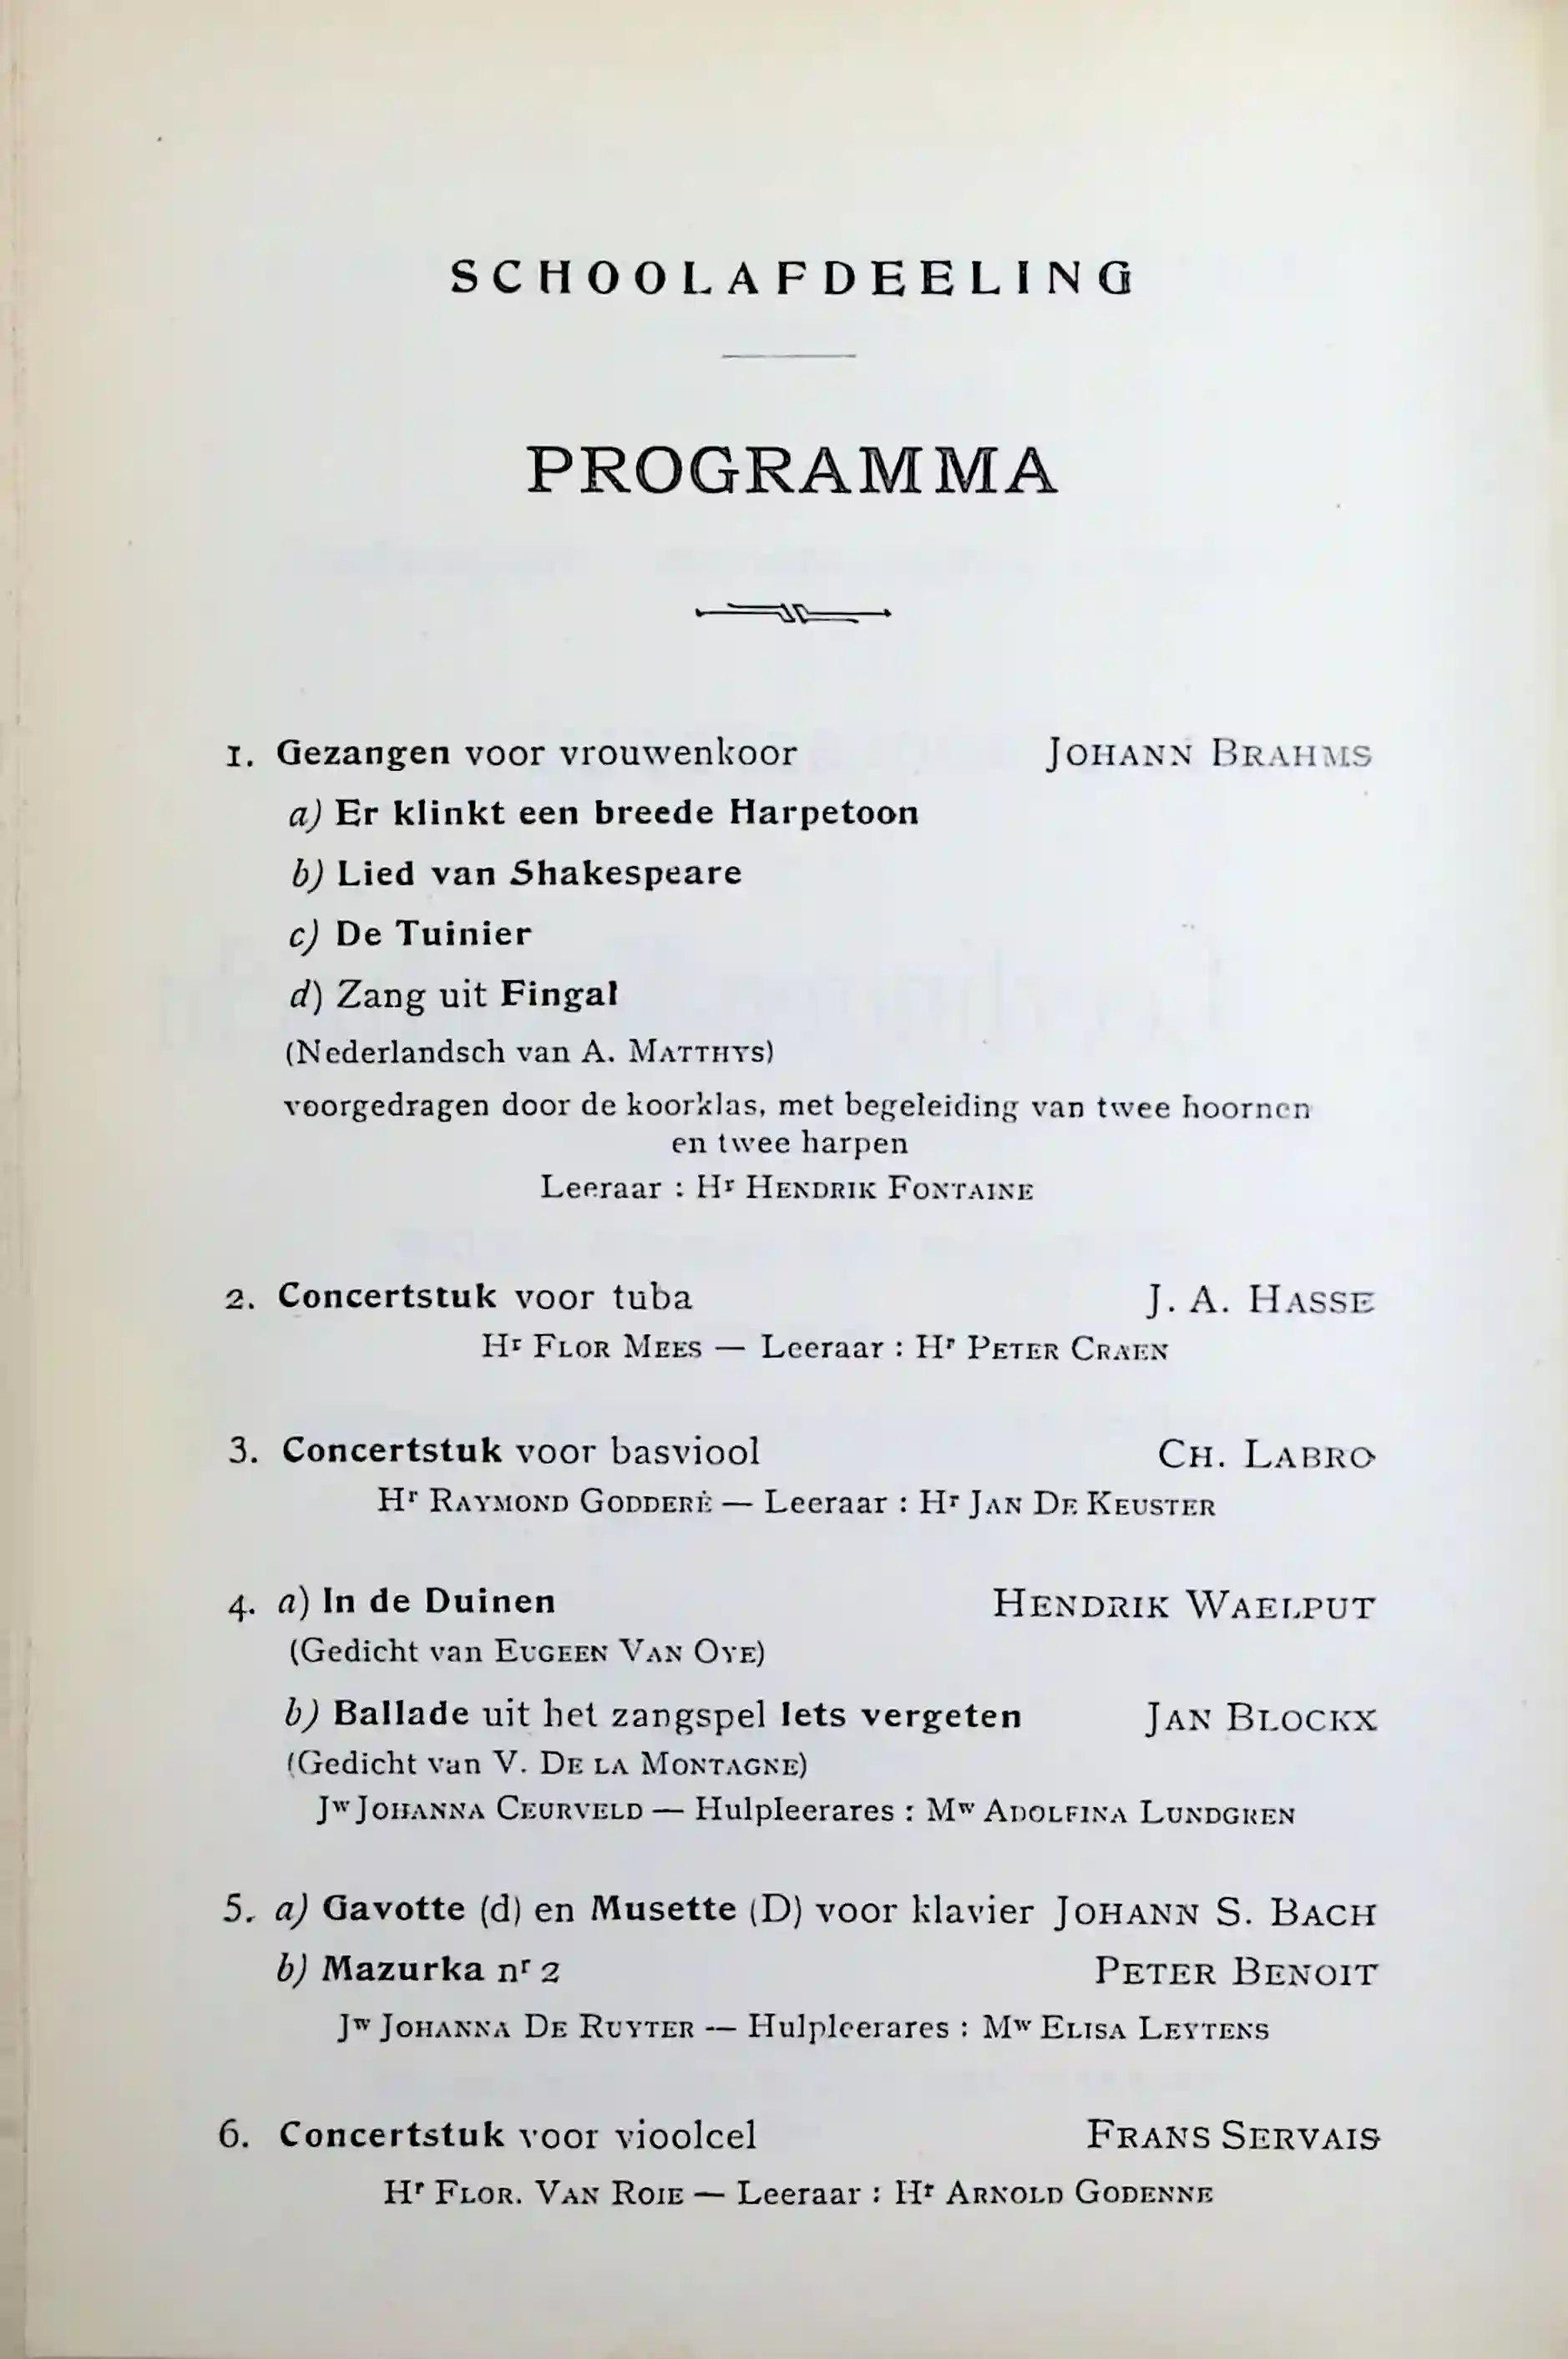 SCHOOLAFDEELING
PROGRAMMA
1. Gezangen voor vrouwenkoor JOHANN BRAHMS
a) Er klinkt een breede Harpetoon
b) Lied van Shakespeare
c) De Tuinier
d) Zang uit Fingal
(Nederlandsch van A. MATTHYS)
voorgedragen door de koorklas, met begeleiding van twee hoornen
en twee harpen
Leeraar : Hr HENDRIK FONTAINE
2. Concertstuk voor tuba J. A. HASSE
Hr FLOR MEES — Leeraar : Hr PETER CRAEN
3. Concertstuk voor basviool CH. LABRO
Hr RAYMOND GODDERÉ — Leeraar : Hr JAN DE KEUSTER
4. a) In de Duinen HENDRIK WAELPUT
(Gedicht van EUGEEN VAN OYE)
b) Ballade uit het zangspel Iets vergeten JAN BLOCKX
(Gedicht van V. DE LA MONTAGNE)
Jw JOHANNA CEURVELD — Hulpleerares : Mw ADOLFINA LUNDGREN
5. a) Gavotte (d) en Musette (D) voor klavier JOHANN S. BACH
b) Mazurka nr 2 PETER BENOIT
Jw JOHANNA DE RUYTER — Hulpleerares : Mw ELISA LEYTENS
6. Concertstuk voor vioolcel FRANS SERVAIS
Hr FLOR. VAN ROIE — Leeraar : Hr ARNOLD GODENNE